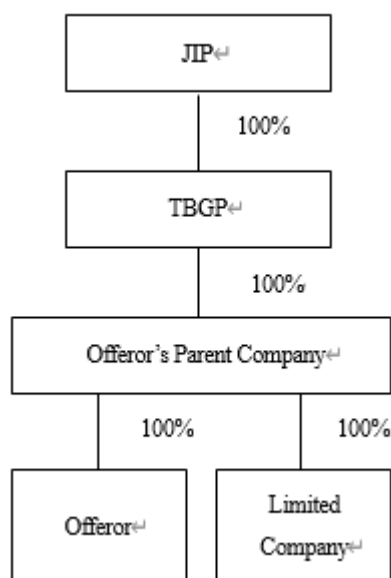 JIP↵
100%
TBGP↵
100%
Offeror’s Parent Company↵
100%
100%
Offeror↵
Limited
Company↵